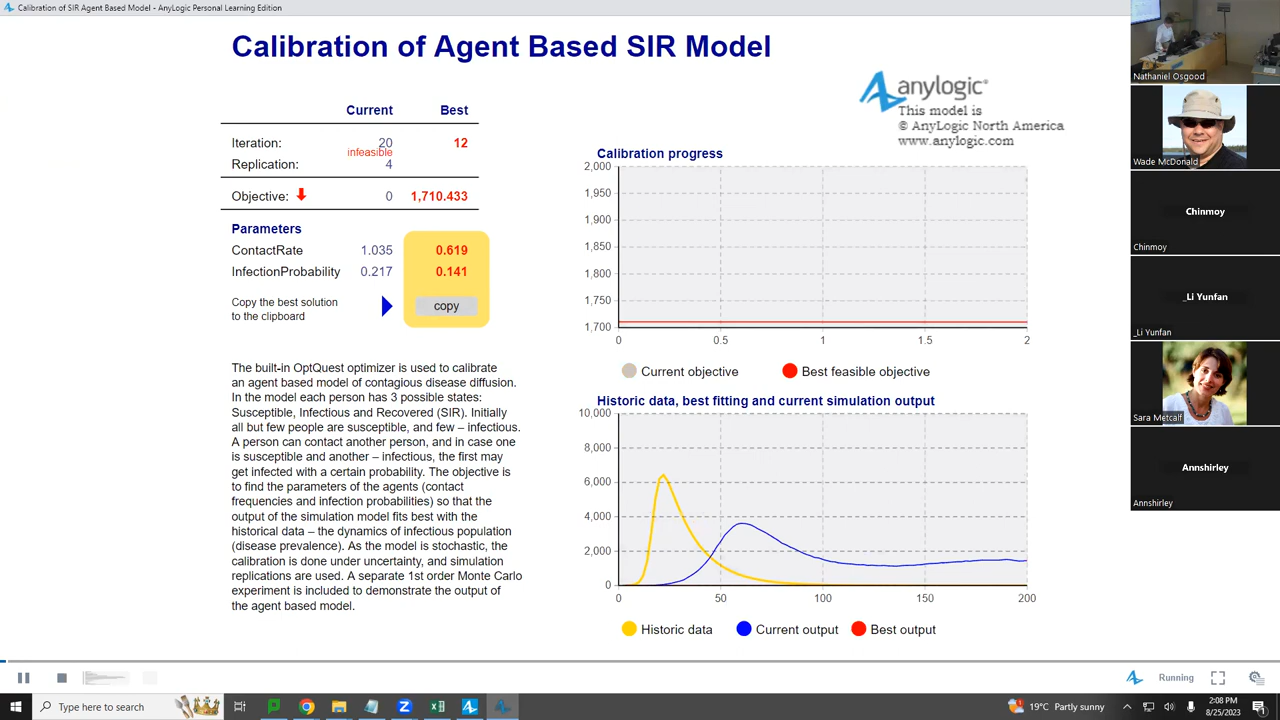 Calibration of SIR Agent Based Model - AnyLogic Personal Learning Edition
Calibration of Agent Based SIR Model
anylogic®
This model is
© AnyLogic North America
www.anylogic.com
Current Best
Iteration: 20 12
infeasible
Replication: 4
Objective: 0 1,710.433
Parameters
ContactRate 1.035 0.619
InfectionProbability 0.217 0.141
Copy the best solution
to the clipboard
copy
The built-in OptQuest optimizer is used to calibrate
an agent based model of contagious disease diffusion.
In the model each person has 3 possible states:
Susceptible, Infectious and Recovered (SIR). Initially
all but few people are susceptible, and few – infectious.
A person can contact another person, and in case one
is susceptible and another – infectious, the first may
get infected with a certain probability. The objective is
to find the parameters of the agents (contact
frequencies and infection probabilities) so that the
output of the simulation model fits best with the
historical data – the dynamics of infectious population
(disease prevalence). As the model is stochastic, the
calibration is done under uncertainty, and simulation
replications are used. A separate 1st order Monte Carlo
experiment is included to demonstrate the output of
the agent based model.
Calibration progress
2,000
1,950
1,900
1,850
1,800
1,750
1,700
0 0.5 1 1.5 2
Current objective Best feasible objective
Historic data, best fitting and current simulation output
10,000
8,000
6,000
4,000
2,000
0
0 50 100 150 200
Historic data Current output Best output
Nathaniel Osgood
Wade McDonald
Chinmoy
Chinmoy
_Li Yunfan
_Li Yunfan
Sara Metcalf
Annshirley
Annshirley
Running
Type here to search
19°C Partly sunny
2:08 PM
8/25/2023
1